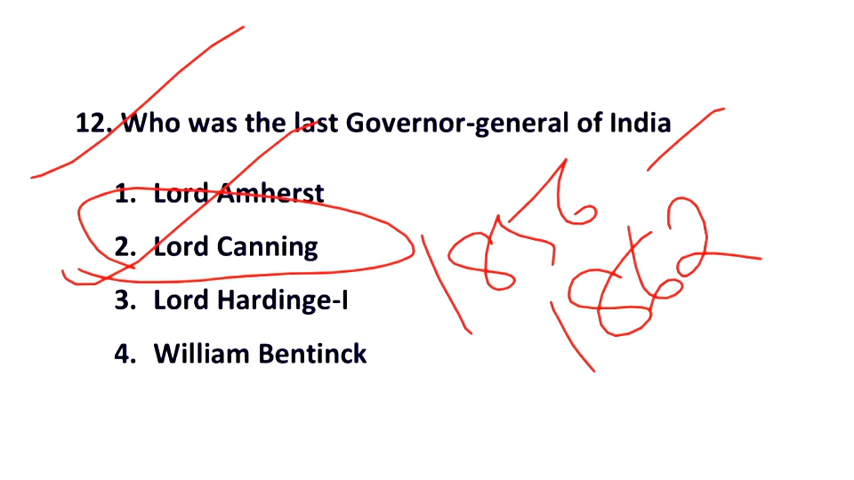 12. Who was the last Governor-general of India
1. Lord Amherst
2. Lord Canning
3. Lord Hardinge-I
4. William Bentinck
1856
1862